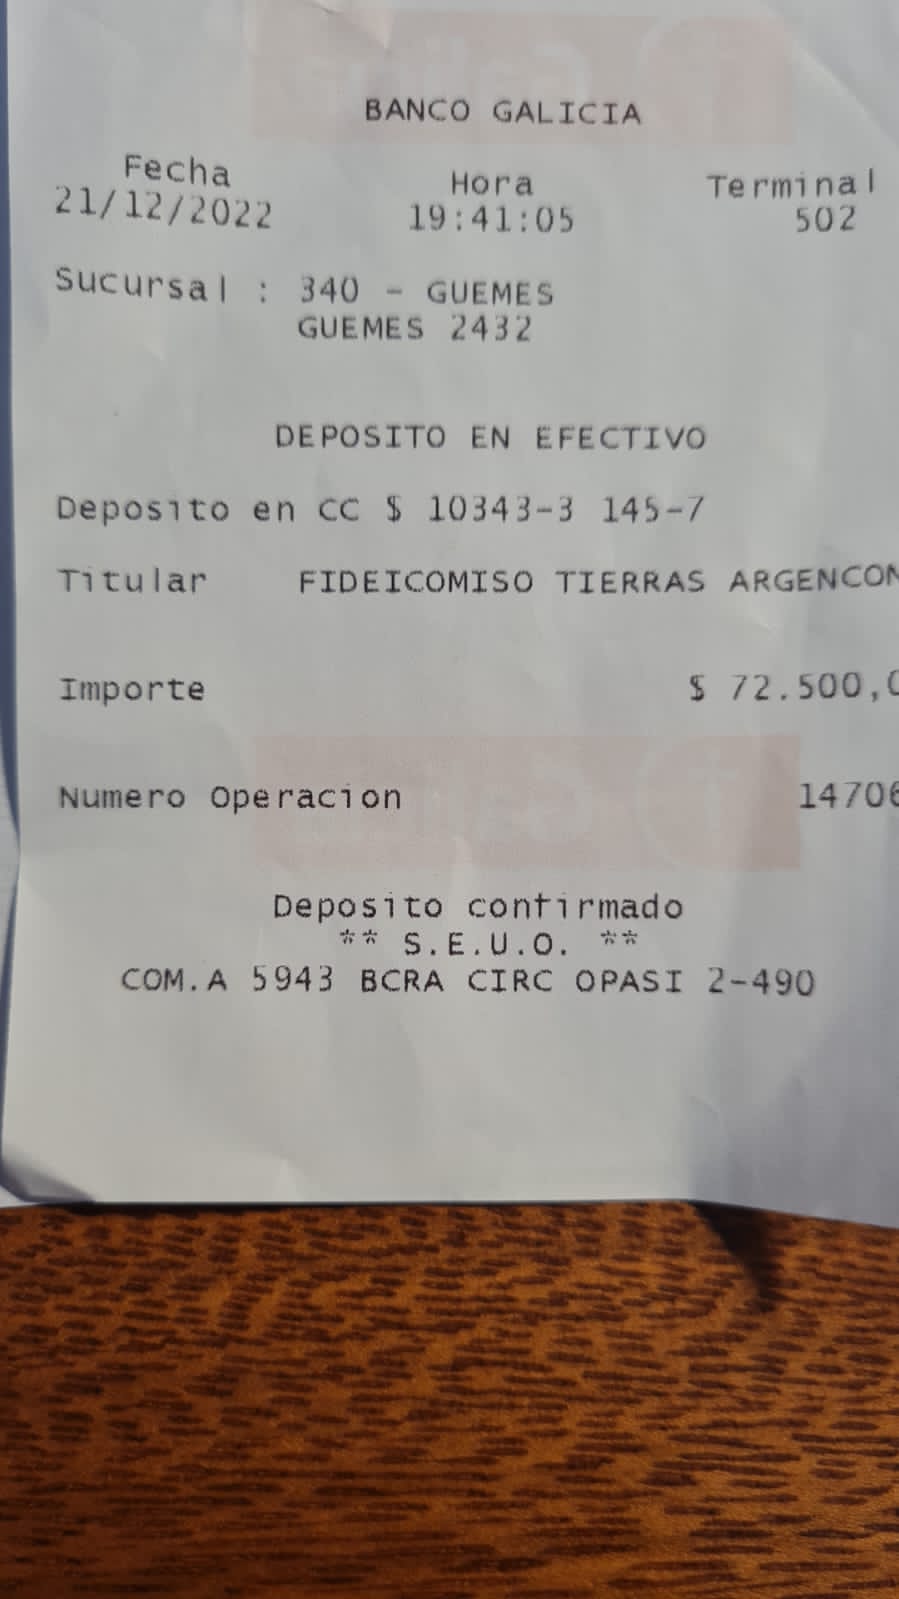 BANCO GALICIA
Fecha Hora Terminal
21/12/2022 19:41:05 502
Sucursal : 340 - GUEMES
GUEMES 2432
DEPOSITO EN EFECTIVO
Deposito en CC $ 10343-3 145-7
Titular FIDEICOMISO TIERRAS ARGENCON
Importe $ 72.500,0
Numero Operacion 14706
Deposito confirmado
** S.E.U.O. **
COM.A 5943 BCRA CIRC OPASI 2-490